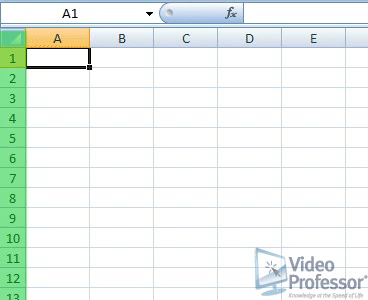 A1
fx
A B C D E
1
2
3
4
5
6
7
8
9
10
11
12
13
Video
Professor®
Knowledge at the Speed of Life